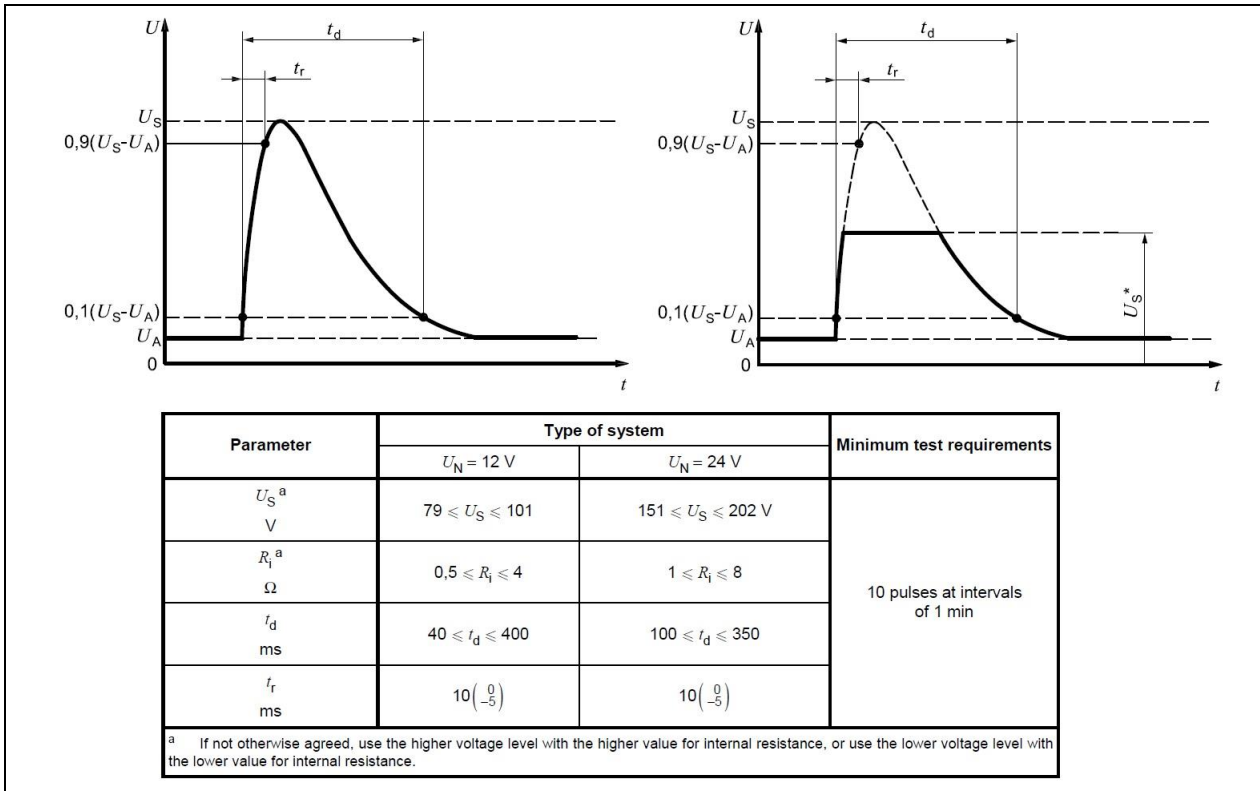 U
t_d
t_r
U_S
0,9(U_S-U_A)
0,1(U_S-U_A)
U_A
0
t
U
t_d
t_r
U_S
0,9(U_S-U_A)
0,1(U_S-U_A)
U_A
0
U_S*
t
Parameter
Type of system
Minimum test requirements
U_N = 12 V
U_N = 24 V
U_S a
V
79 ⩽ U_S ⩽ 101
151 ⩽ U_S ⩽ 202 V
R_i a
Ω
0,5 ⩽ R_i ⩽ 4
1 ⩽ R_i ⩽ 8
10 pulses at intervals
of 1 min
t_d
ms
40 ⩽ t_d ⩽ 400
100 ⩽ t_d ⩽ 350
t_r
ms
10(0/-5)
10(0/-5)
a If not otherwise agreed, use the higher voltage level with the higher value for internal resistance, or use the lower voltage level with
the lower value for internal resistance.